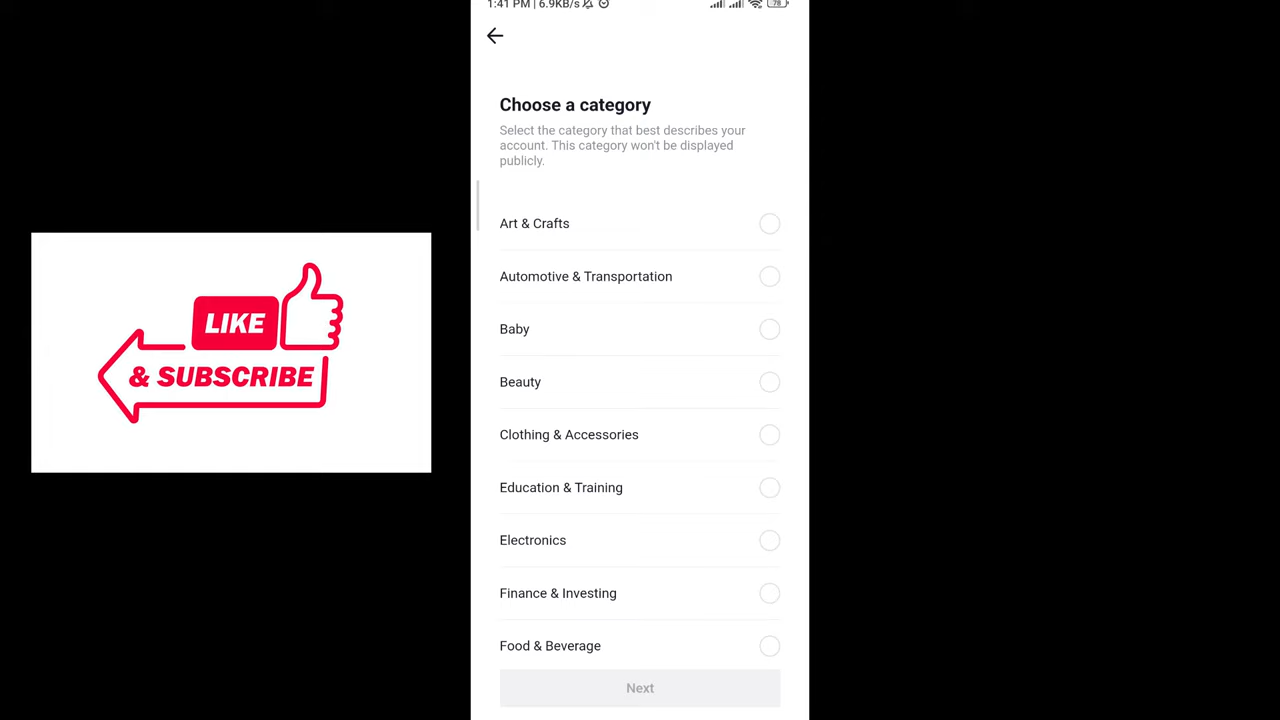 1:41 PM | 6.9KB/s
78
Choose a category
Select the category that best describes your
account. This category won't be displayed
publicly.
Art & Crafts
Automotive & Transportation
Baby
Beauty
Clothing & Accessories
Education & Training
Electronics
Finance & Investing
Food & Beverage
Next
LIKE
& SUBSCRIBE